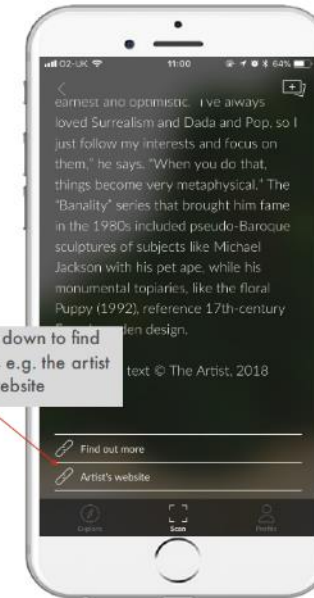 O2-UK 11:00 64%
earnest and optimistic. "I've always
loved Surrealism and Dada and Pop, so I
just follow my interests and focus on
them," he says. "When you do that,
things become very metaphysical." The
"Banality" series that brought him fame
in the 1980s included pseudo-Baroque
sculptures of subjects like Michael
Jackson with his pet ape, while his
monumental topiaries, like the floral
Puppy (1992), reference 17th-century
den design.
down to find
e.g. the artist
ebsite
text © The Artist, 2018
Find out more
Artist's website
Explore
Scan
Profile